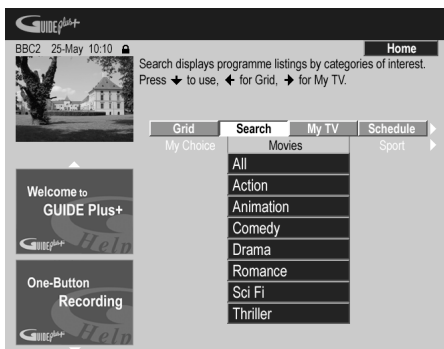 GUIDE plus+
BBC2 25-May 10:10
Home
Search displays programme listings by categories of interest.
Press to use, for Grid, for My TV.
Grid Search My TV Schedule
My Choice Movies Sport
All
Action
Animation
Comedy
Drama
Romance
Sci Fi
Thriller
Welcome to
GUIDE Plus+
GUIDE plus+ Help
One-Button
Recording
GUIDE plus+ Help